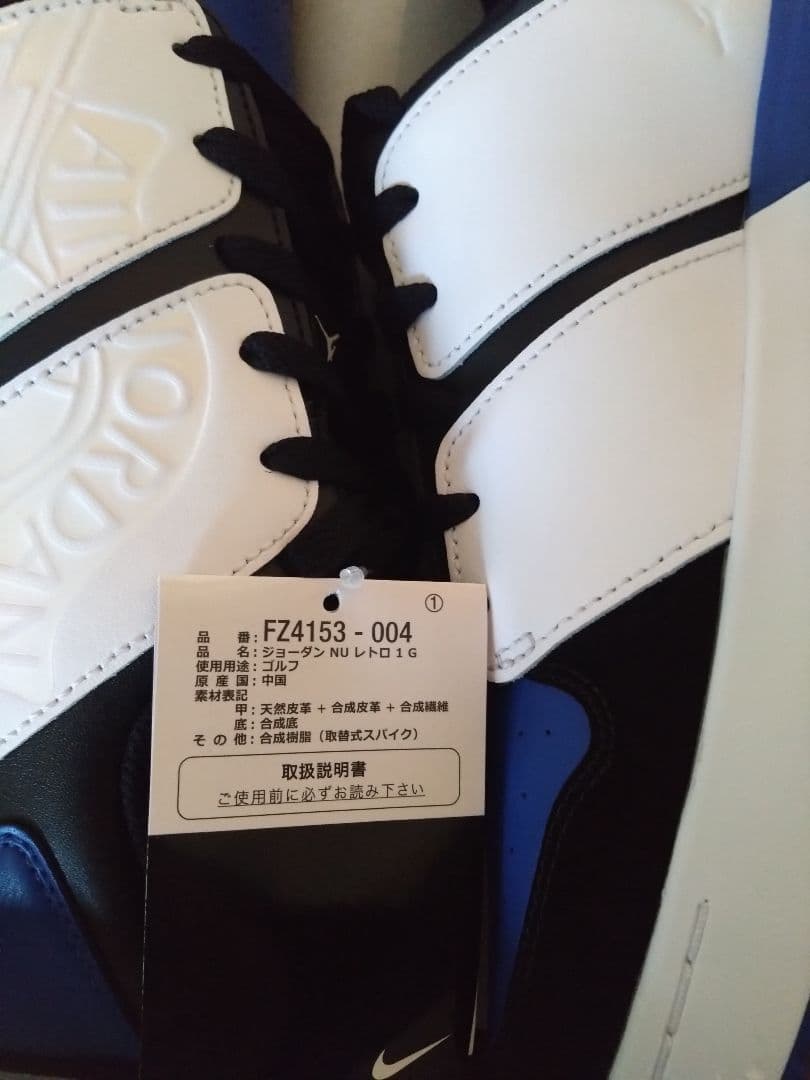 AIR
JORDAN
①
品 番：FZ4153 - 004
品 名：ジョーダン NU レトロ 1 G
使用用途：ゴルフ
原 産 国：中国
素材表記
甲：天然皮革 + 合成皮革 + 合成繊維
底：合成底
そ の 他：合成樹脂（取替式スパイク）
取扱説明書
ご使用前に必ずお読み下さい